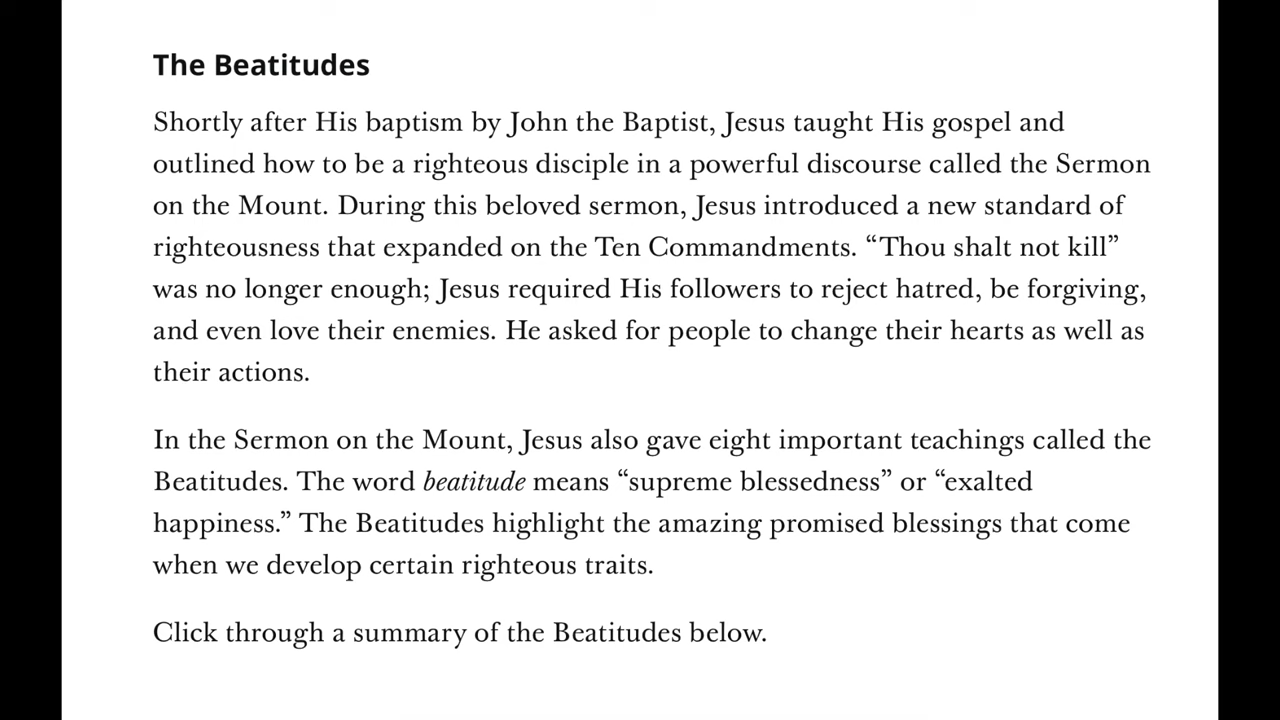 The Beatitudes
Shortly after His baptism by John the Baptist, Jesus taught His gospel and
outlined how to be a righteous disciple in a powerful discourse called the Sermon
on the Mount. During this beloved sermon, Jesus introduced a new standard of
righteousness that expanded on the Ten Commandments. “Thou shalt not kill”
was no longer enough; Jesus required His followers to reject hatred, be forgiving,
and even love their enemies. He asked for people to change their hearts as well as
their actions.
In the Sermon on the Mount, Jesus also gave eight important teachings called the
Beatitudes. The word beatitude means “supreme blessedness” or “exalted
happiness.” The Beatitudes highlight the amazing promised blessings that come
when we develop certain righteous traits.
Click through a summary of the Beatitudes below.